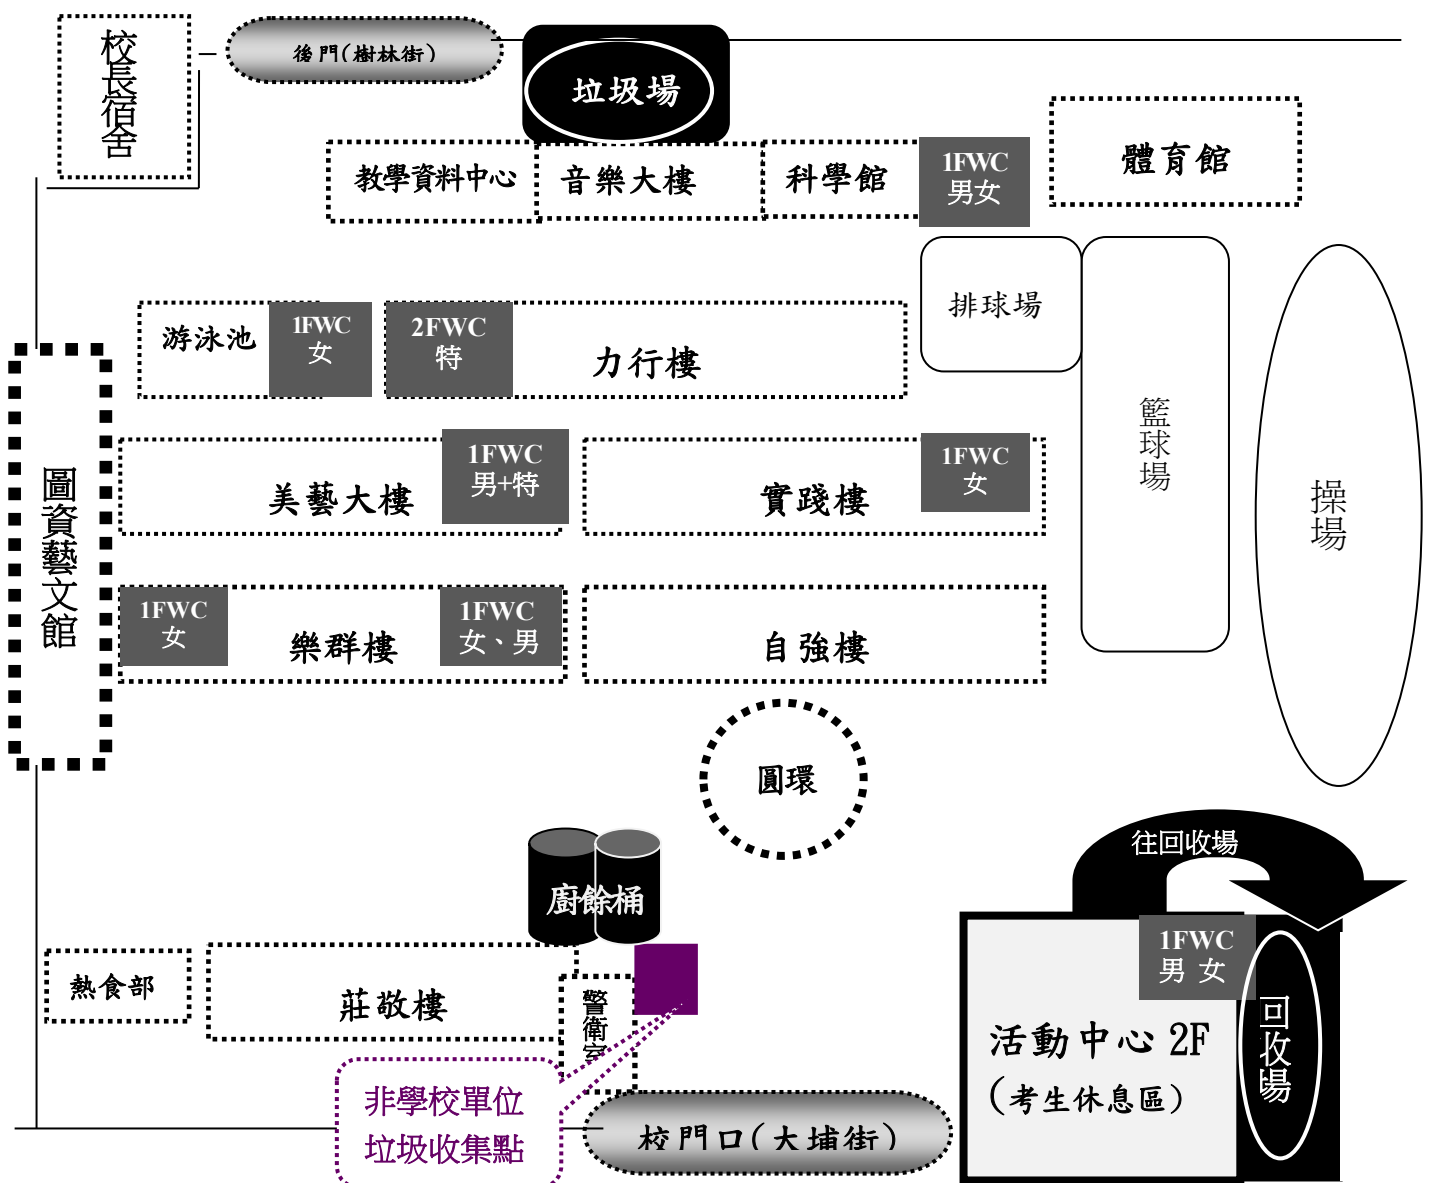 校長宿舍
後門(樹林街)
垃圾場
教學資料中心
音樂大樓
科學館
1FWC
男女
體育館
游泳池
1FWC
女
2FWC
特
力行樓
排球場
籃球場
操場
圖資藝文館
美藝大樓
1FWC
男+特
實踐樓
1FWC
女
1FWC
女
樂群樓
1FWC
女、男
自強樓
圓環
往回收場
廚餘桶
熱食部
莊敬樓
警衛室
非學校單位
垃圾收集點
校門口(大埔街)
1FWC
男 女
活動中心 2F
(考生休息區)
回收場